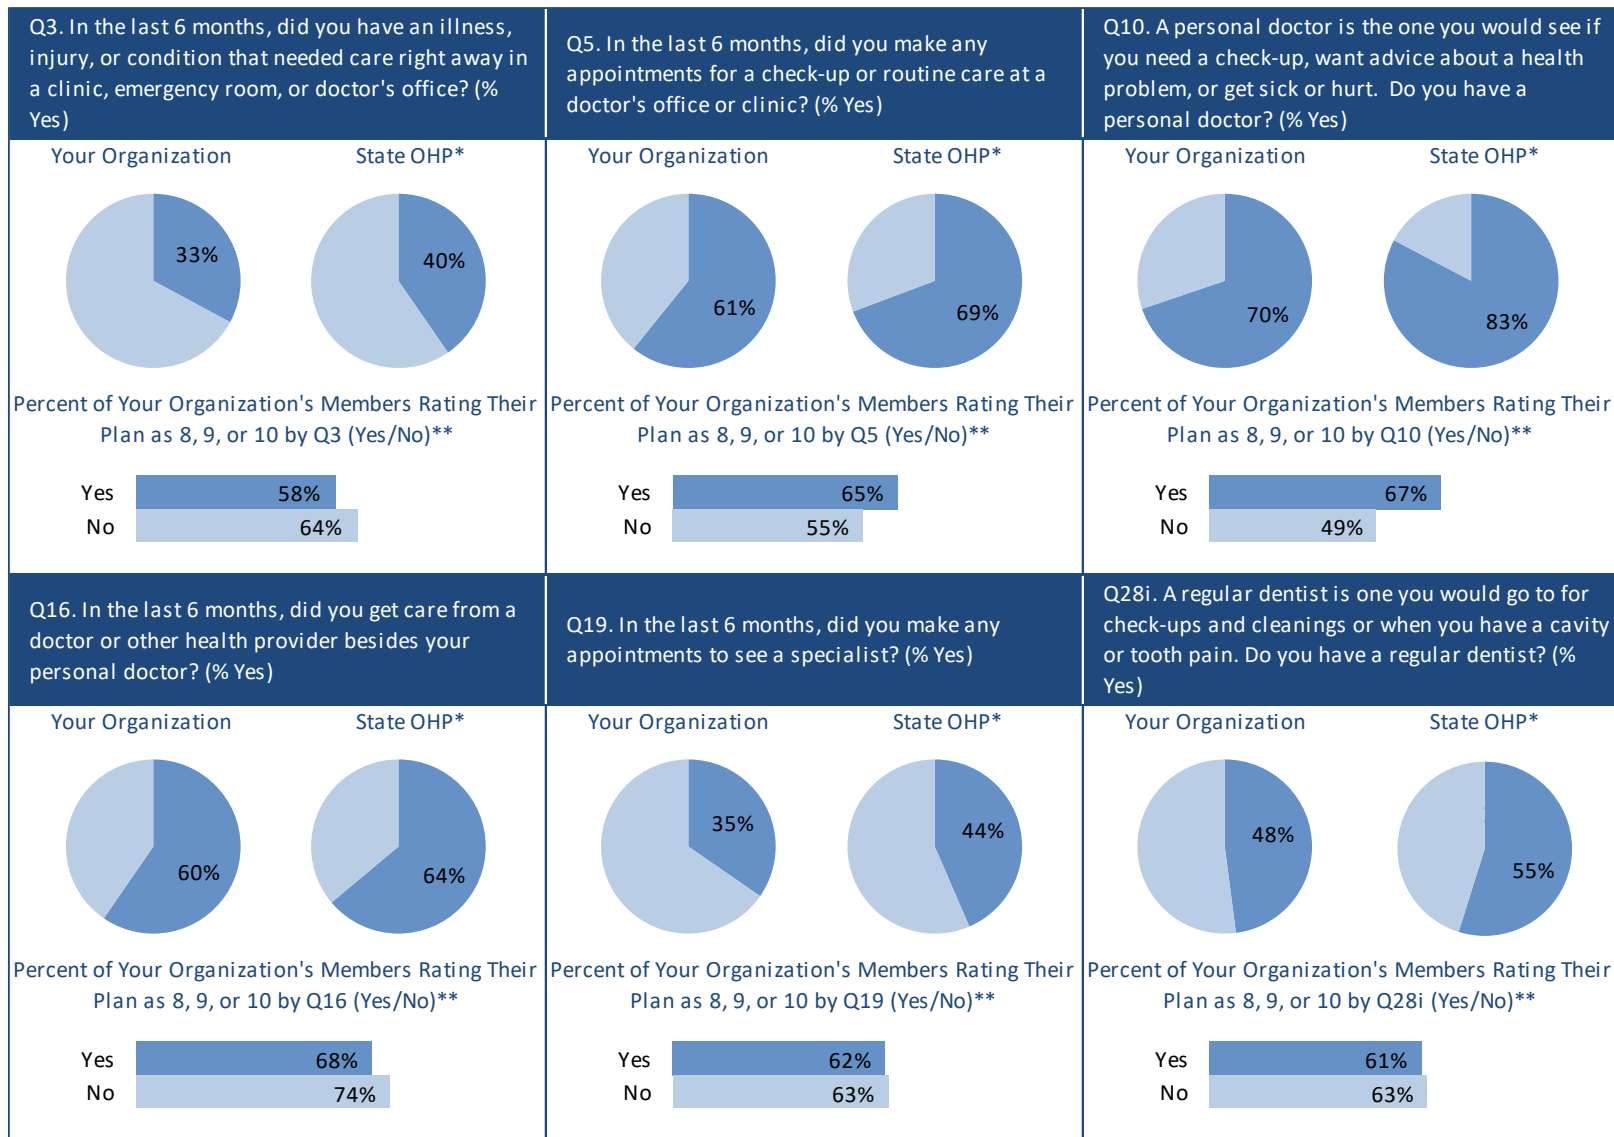 Q3. In the last 6 months, did you have an illness,
injury, or condition that needed care right away in
a clinic, emergency room, or doctor's office? (%
Yes)
Q5. In the last 6 months, did you make any
appointments for a check-up or routine care at a
doctor's office or clinic? (% Yes)
Q10. A personal doctor is the one you would see if
you need a check-up, want advice about a health
problem, or get sick or hurt. Do you have a
personal doctor? (% Yes)
Your Organization
State OHP*
33%
40%
Percent of Your Organization's Members Rating Their
Plan as 8, 9, or 10 by Q3 (Yes/No)**
Yes
58%
No
64%
Your Organization
State OHP*
61%
69%
Percent of Your Organization's Members Rating Their
Plan as 8, 9, or 10 by Q5 (Yes/No)**
Yes
65%
No
55%
Your Organization
State OHP*
70%
83%
Percent of Your Organization's Members Rating Their
Plan as 8, 9, or 10 by Q10 (Yes/No)**
Yes
67%
No
49%
Q16. In the last 6 months, did you get care from a
doctor or other health provider besides your
personal doctor? (% Yes)
Q19. In the last 6 months, did you make any
appointments to see a specialist? (% Yes)
Q28i. A regular dentist is one you would go to for
check-ups and cleanings or when you have a cavity
or tooth pain. Do you have a regular dentist? (%
Yes)
Your Organization
State OHP*
60%
64%
Percent of Your Organization's Members Rating Their
Plan as 8, 9, or 10 by Q16 (Yes/No)**
Yes
68%
No
74%
Your Organization
State OHP*
35%
44%
Percent of Your Organization's Members Rating Their
Plan as 8, 9, or 10 by Q19 (Yes/No)**
Yes
62%
No
63%
Your Organization
State OHP*
48%
55%
Percent of Your Organization's Members Rating Their
Plan as 8, 9, or 10 by Q28i (Yes/No)**
Yes
61%
No
63%